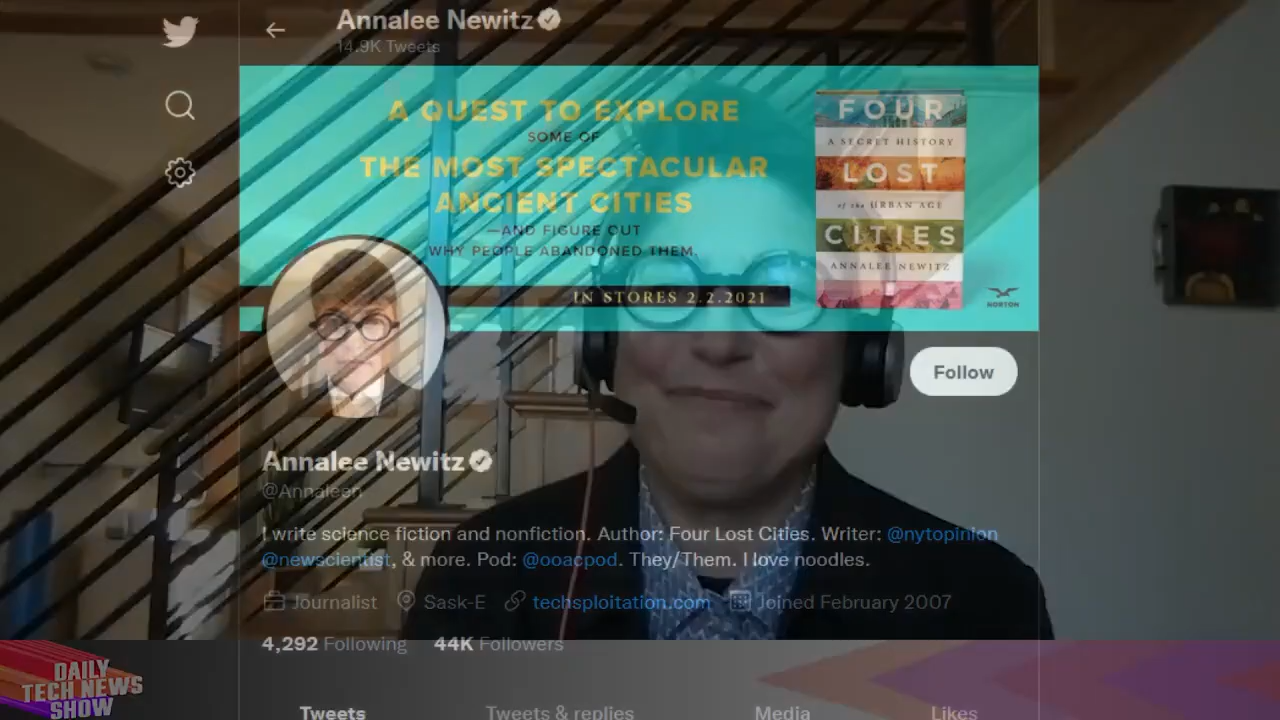 Annalee Newitz
14.9K Tweets
A QUEST TO EXPLORE
SOME OF
THE MOST SPECTACULAR
ANCIENT CITIES
—AND FIGURE OUT
WHY PEOPLE ABANDONED THEM.
IN STORES 2.2.2021
FOUR
A SECRET HISTORY
LOST
of the URBAN AGE
CITIES
ANNALEE NEWITZ
NORTON
Follow
Annalee Newitz
@Annaleen
I write science fiction and nonfiction. Author: Four Lost Cities. Writer: @nytopinion
@newscientist, & more. Pod: @ooacpod. They/Them. I love noodles.
Journalist Sask-E techsploitation.com Joined February 2007
4,292 Following 44K Followers
Tweets Tweets & replies Media Likes
DAILY
TECH NEWS
SHOW